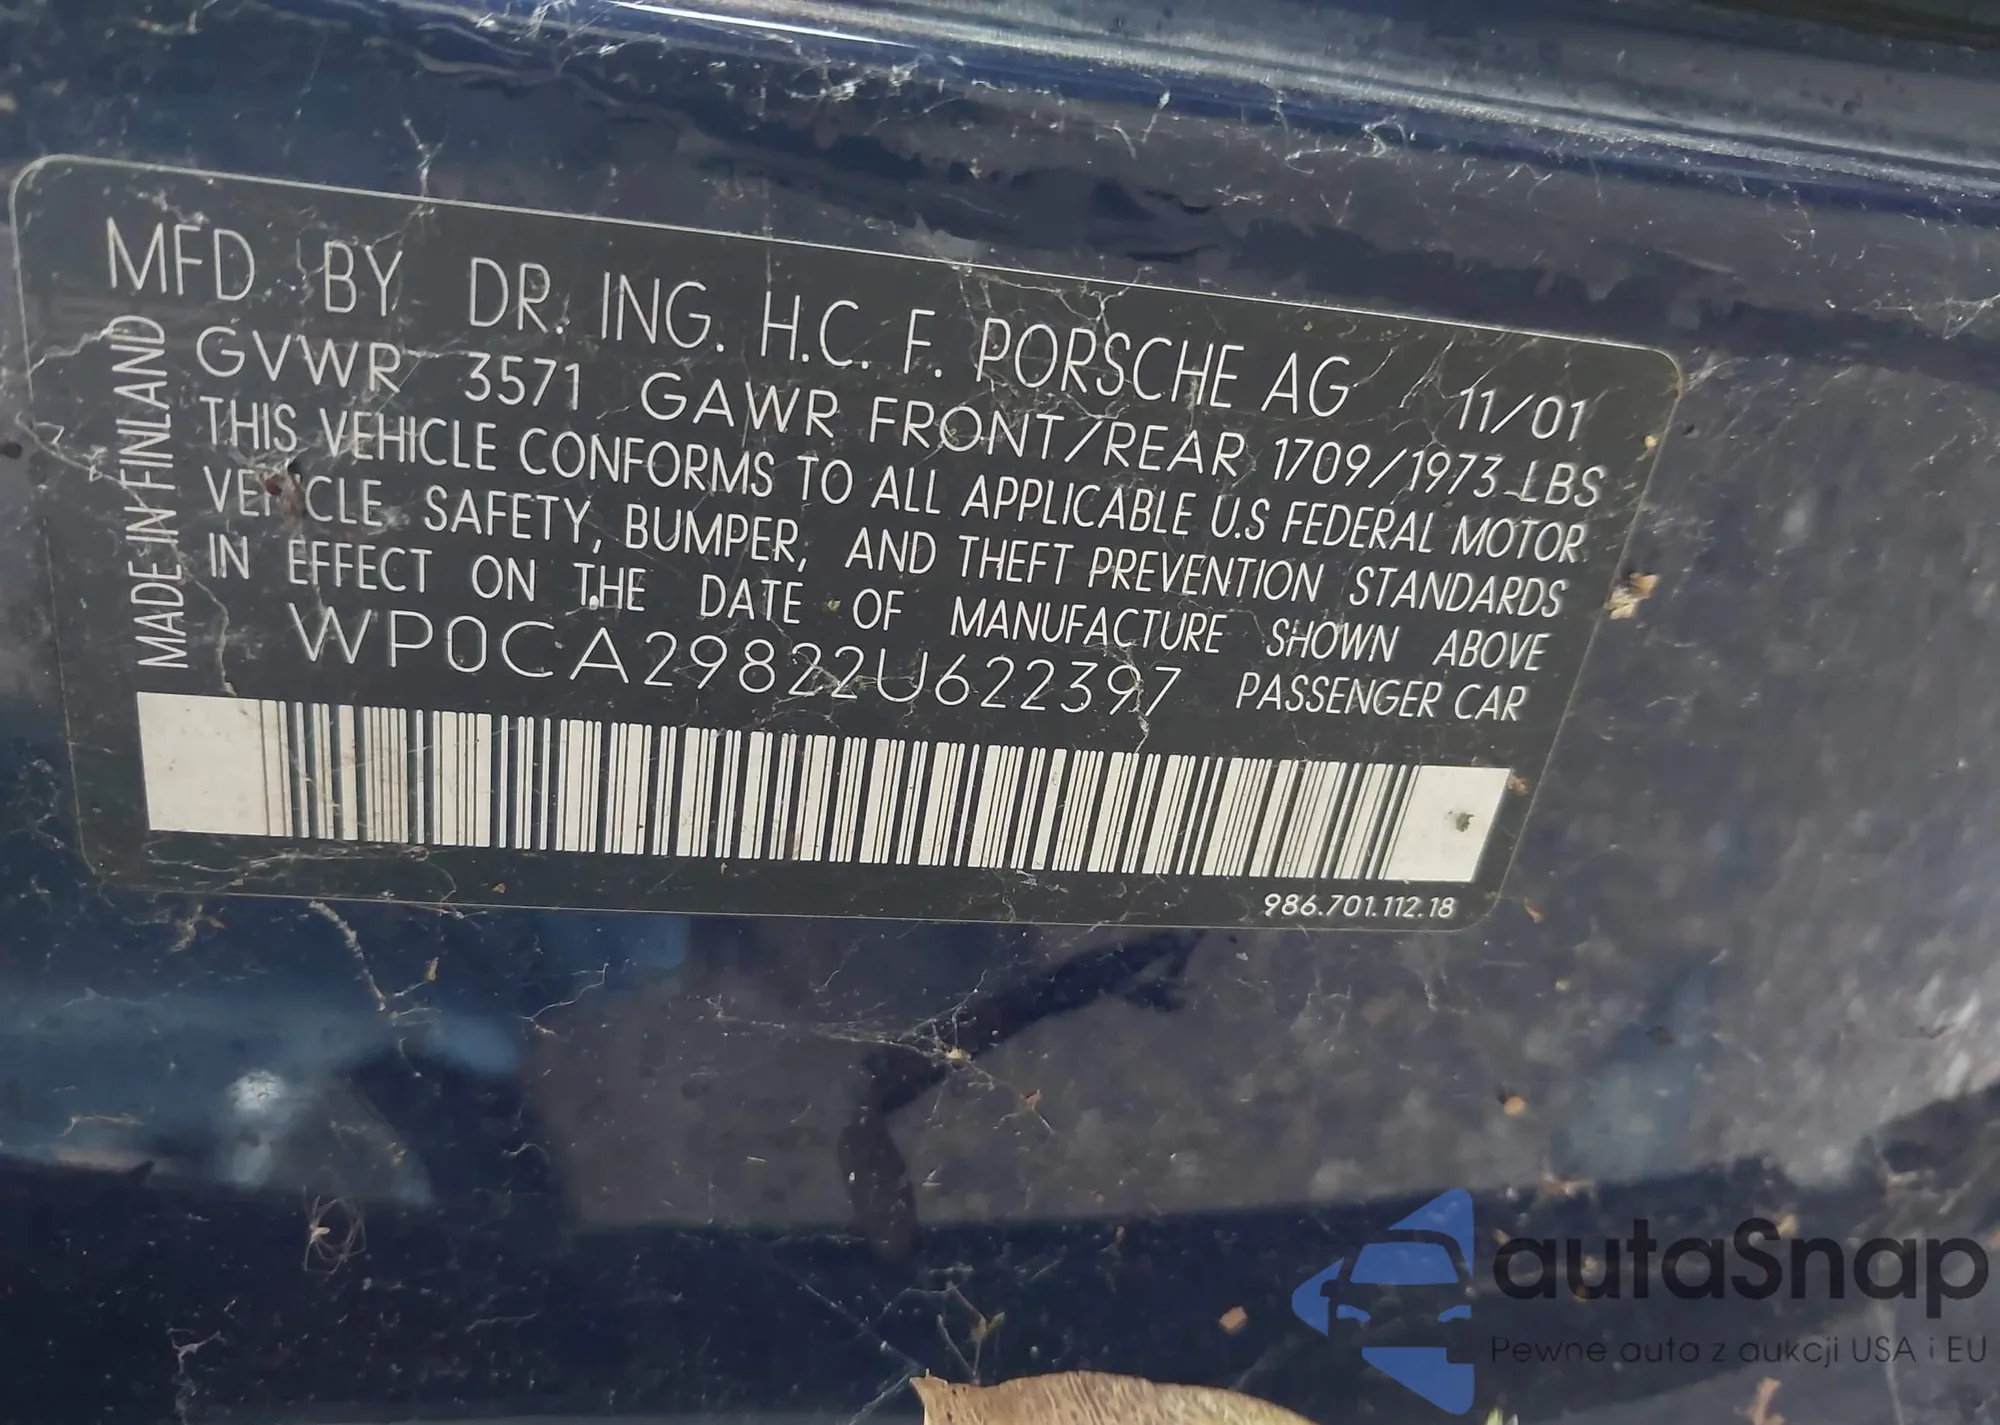 MFD BY DR. ING. H.C. F. PORSCHE AG 11/01
GVWR 3571 GAWR FRONT/REAR 1709/1973 LBS
THIS VEHICLE CONFORMS TO ALL APPLICABLE U.S FEDERAL MOTOR
VEHICLE SAFETY, BUMPER, AND THEFT PREVENTION STANDARDS
IN EFFECT ON THE DATE OF MANUFACTURE SHOWN ABOVE
WP0CA29822U622397 PASSENGER CAR
MADE IN FINLAND
986.701.112.18
autaSnap
Pewne auta z aukcji USA i EU